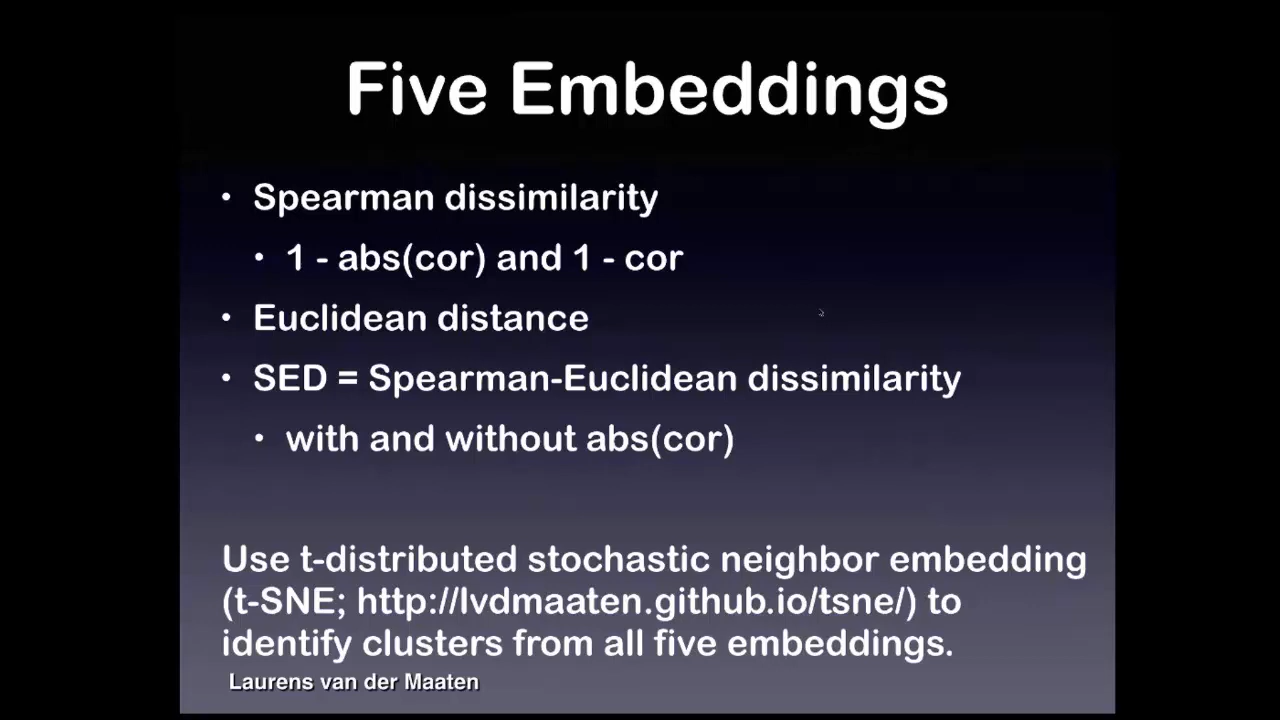 Five Embeddings
• Spearman dissimilarity
• 1 - abs(cor) and 1 - cor
• Euclidean distance
• SED = Spearman-Euclidean dissimilarity
• with and without abs(cor)
Use t-distributed stochastic neighbor embedding
(t-SNE; http://lvdmaaten.github.io/tsne/) to
identify clusters from all five embeddings.
Laurens van der Maaten